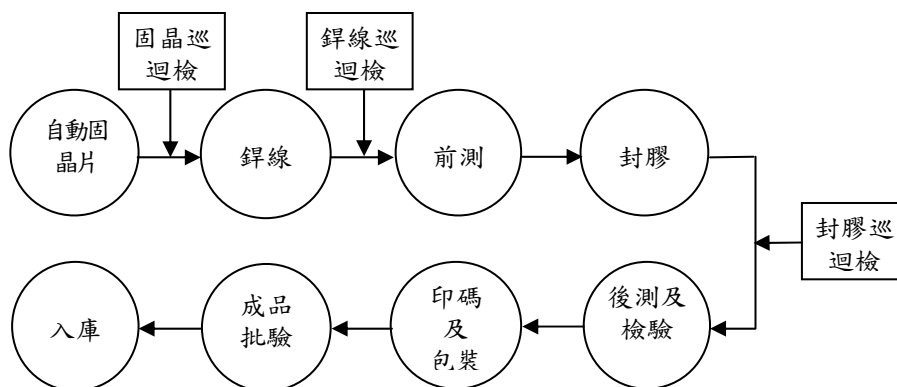 固晶巡
迴檢
銲線巡
迴檢
自動固
晶片
銲線
前測
封膠
封膠巡
迴檢
後測及
檢驗
印碼
及
包裝
成品
批驗
入庫